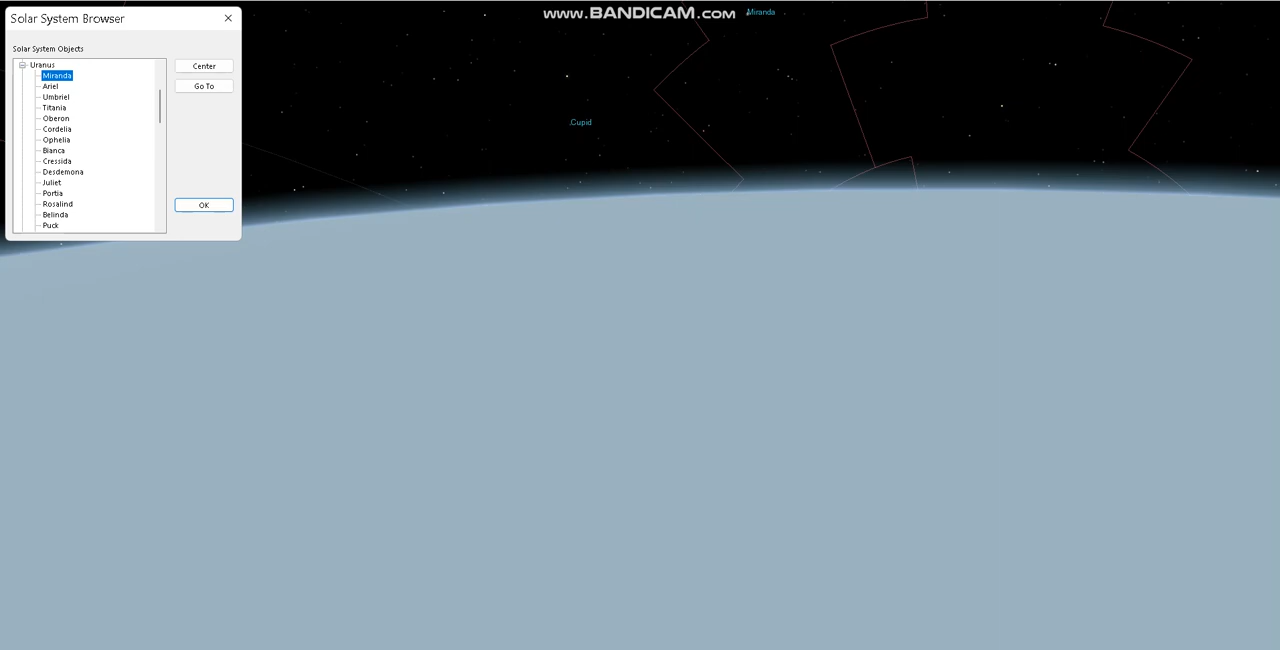 Solar System Browser
www.BANDICAM.com
Miranda
Solar System Objects
Uranus
Miranda
Ariel
Umbriel
Titania
Oberon
Cordelia
Ophelia
Bianca
Cressida
Desdemona
Juliet
Portia
Rosalind
Belinda
Puck
Center
Go To
OK
Cupid